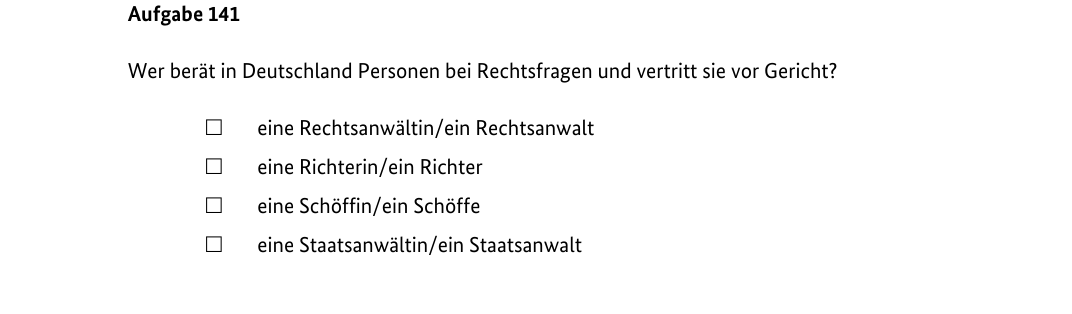 Aufgabe 141
Wer berät in Deutschland Personen bei Rechtsfragen und vertritt sie vor Gericht?
☐ eine Rechtsanwältin/ein Rechtsanwalt
☐ eine Richterin/ein Richter
☐ eine Schöffin/ein Schöffe
☐ eine Staatsanwältin/ein Staatsanwalt